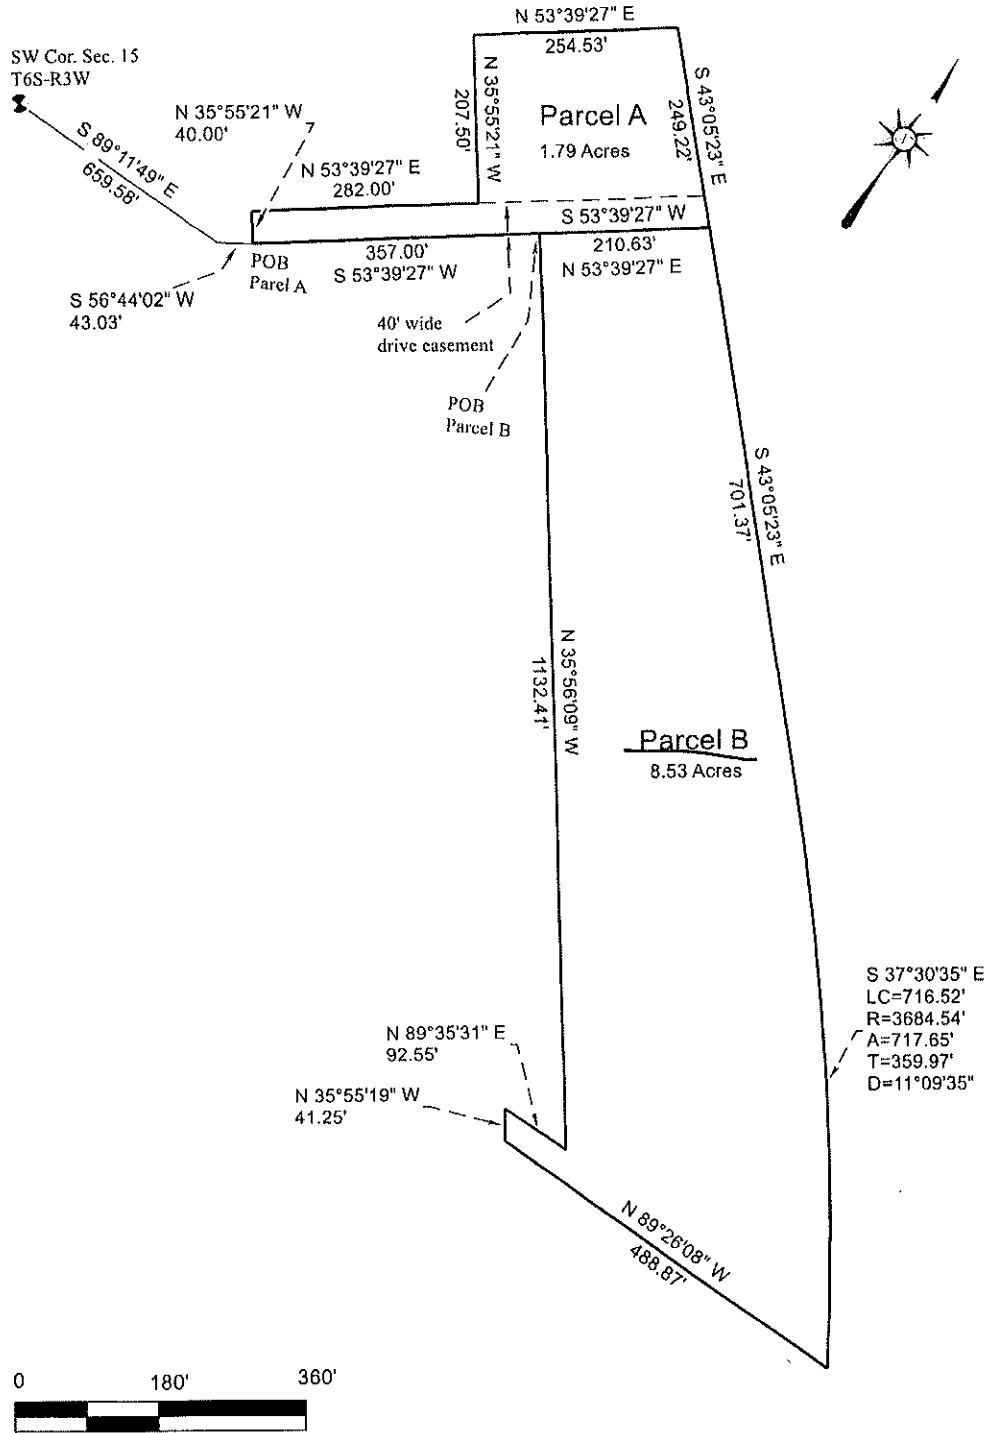 N 53°39'27" E
254.53'
SW Cor. Sec. 15
T6S-R3W
N 35°55'21" W
40.00'
N 35°55'21" W
207.50'
Parcel A
1.79 Acres
S 43°05'23" E
249.22'
S 89°11'49" E
659.58'
N 53°39'27" E
282.00'
S 53°39'27" W
357.00'
S 53°39'27" W
210.63'
N 53°39'27" E
POB
Parel A
S 56°44'02" W
43.03'
40' wide
drive easement
POB
Parcel B
S 43°05'23" E
701.37'
N 35°56'09" W
1132.41'
Parcel B
8.53 Acres
S 37°30'35" E
LC=716.52'
R=3684.54'
A=717.65'
T=359.97'
D=11°09'35"
N 89°35'31" E
92.55'
N 35°55'19" W
41.25'
N 89°26'08" W
488.87'
0 180' 360'